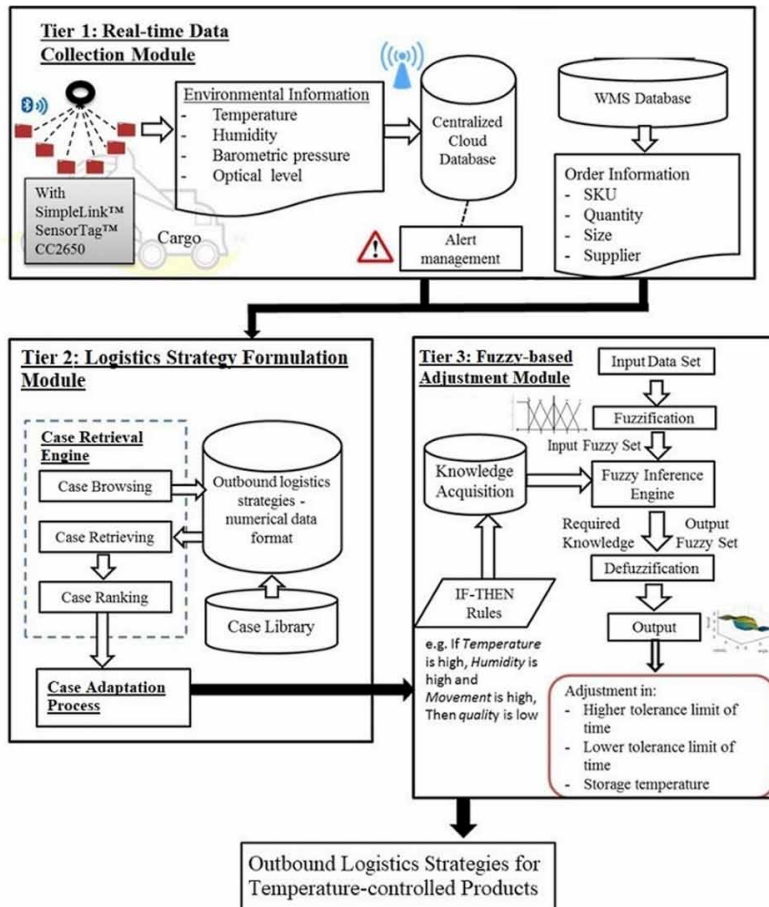 Tier 1: Real-time Data
Collection Module
Environmental Information
- Temperature
- Humidity
- Barometric pressure
- Optical level
With
SimpleLink™
SensorTag™
CC2650
Cargo
Centralized
Cloud
Database
Alert
management
WMS Database
Order Information
- SKU
- Quantity
- Size
- Supplier
Tier 2: Logistics Strategy Formulation
Module
Case Retrieval
Engine
Case Browsing
Case Retrieving
Case Ranking
Outbound logistics
strategies -
numerical data
format
Case Library
Case Adaptation
Process
Tier 3: Fuzzy-based
Adjustment Module
Input Data Set
Fuzzification
Input Fuzzy Set
Knowledge
Acquisition
Fuzzy Inference
Engine
Required
Knowledge
Output
Fuzzy Set
Defuzzification
IF-THEN
Rules
Output
e.g. If Temperature
is high, Humidity is
high and
Movement is high,
Then quality is low
Adjustment in:
- Higher tolerance limit of
time
- Lower tolerance limit of
time
- Storage temperature
Outbound Logistics Strategies for
Temperature-controlled Products